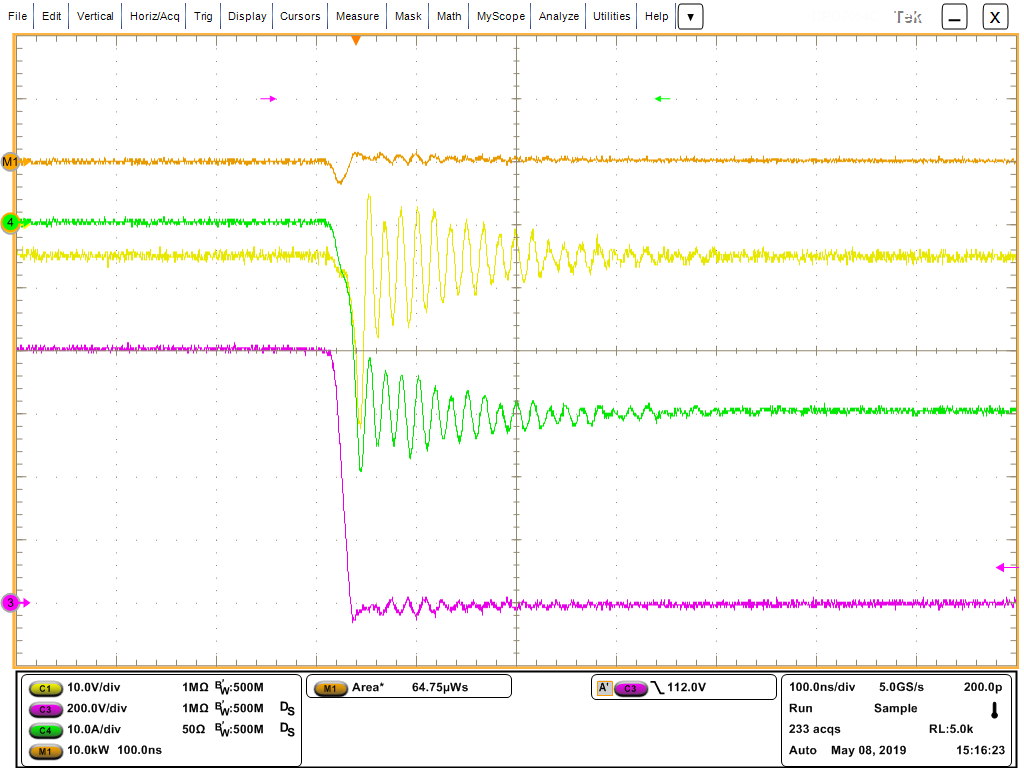 File Edit Vertical Horiz/Acq Trig Display Cursors Measure Mask Math MyScope Analyze Utilities Help Tek X
M1
4
3
C1 10.0V/div 1MΩ BW:500M
C3 200.0V/div 1MΩ BW:500M DS
C4 10.0A/div 50Ω BW:500M DS
M1 10.0kW 100.0ns
M1 Area* 64.75µWs
A' C3 112.0V
100.0ns/div 5.0GS/s 200.0p
Run Sample
233 acqs RL:5.0k
Auto May 08, 2019 15:16:23